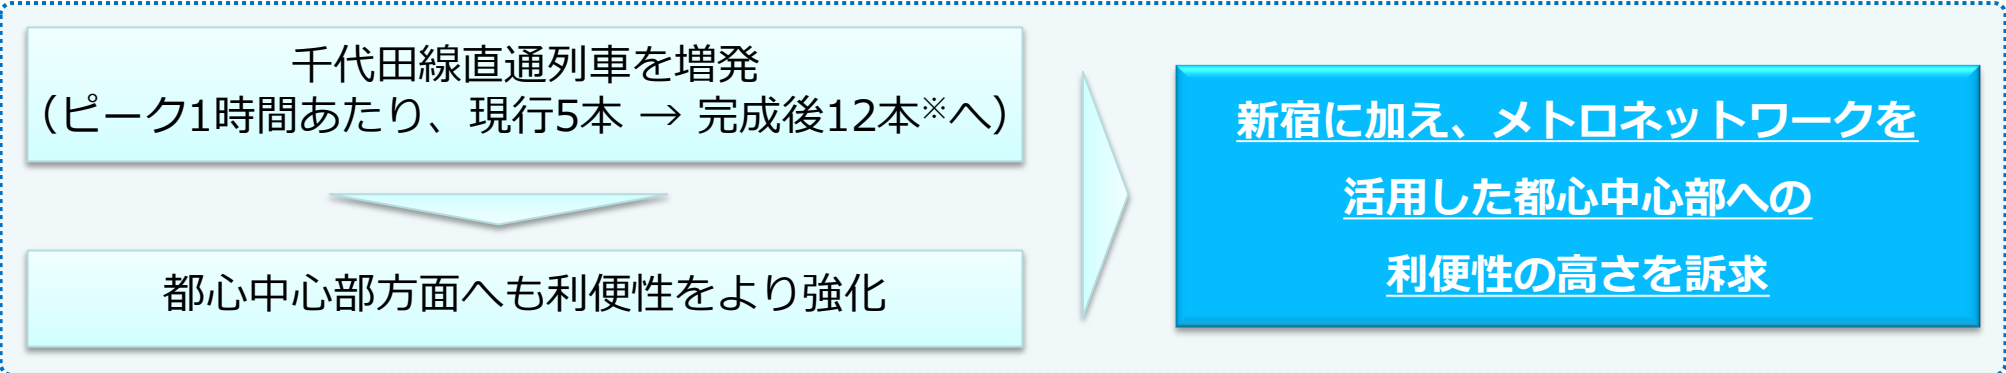 千代田線直通列車を増発
（ピーク1時間あたり、現行5本 → 完成後12本※へ）
都心中心部方面へも利便性をより強化
新宿に加え、メトロネットワークを
活用した都心中心部への
利便性の高さを訴求